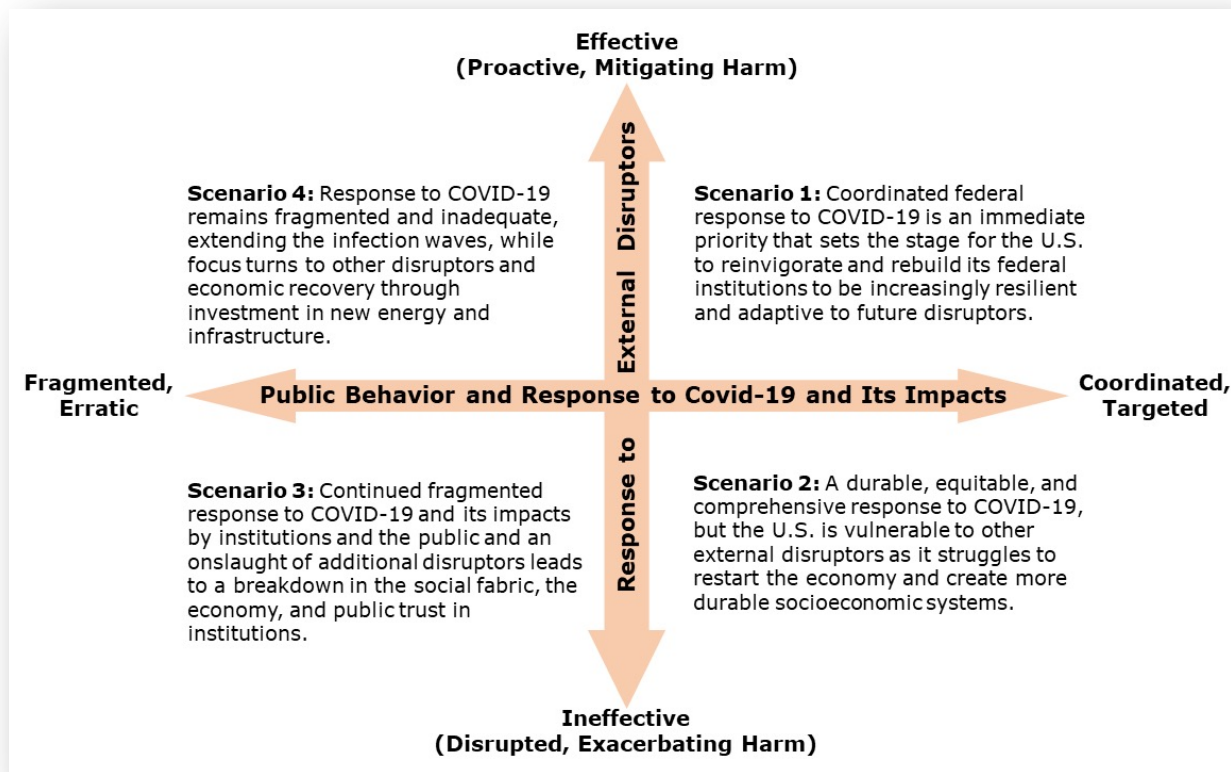 Effective
(Proactive, Mitigating Harm)
Scenario 4: Response to COVID-19
remains fragmented and inadequate,
extending the infection waves, while
focus turns to other disruptors and
economic recovery through
investment in new energy and
infrastructure.
Scenario 1: Coordinated federal
response to COVID-19 is an immediate
priority that sets the stage for the U.S.
to reinvigorate and rebuild its federal
institutions to be increasingly resilient
and adaptive to future disruptors.
Response to External Disruptors
Fragmented,
Erratic
Public Behavior and Response to Covid-19 and Its Impacts
Coordinated,
Targeted
Scenario 3: Continued fragmented
response to COVID-19 and its impacts
by institutions and the public and an
onslaught of additional disruptors leads
to a breakdown in the social fabric, the
economy, and public trust in
institutions.
Scenario 2: A durable, equitable, and
comprehensive response to COVID-19,
but the U.S. is vulnerable to other
external disruptors as it struggles to
restart the economy and create more
durable socioeconomic systems.
Ineffective
(Disrupted, Exacerbating Harm)